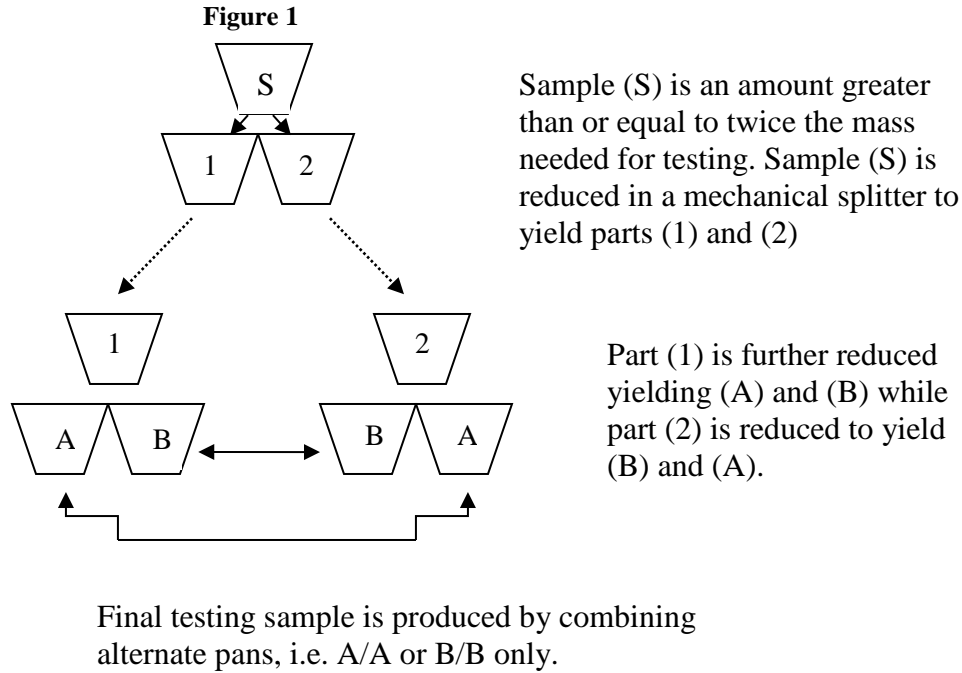 Figure 1
S
Sample (S) is an amount greater
than or equal to twice the mass
needed for testing. Sample (S) is
reduced in a mechanical splitter to
yield parts (1) and (2)
1 2
1 2
Part (1) is further reduced
yielding (A) and (B) while
part (2) is reduced to yield
(B) and (A).
A B B A
Final testing sample is produced by combining
alternate pans, i.e. A/A or B/B only.